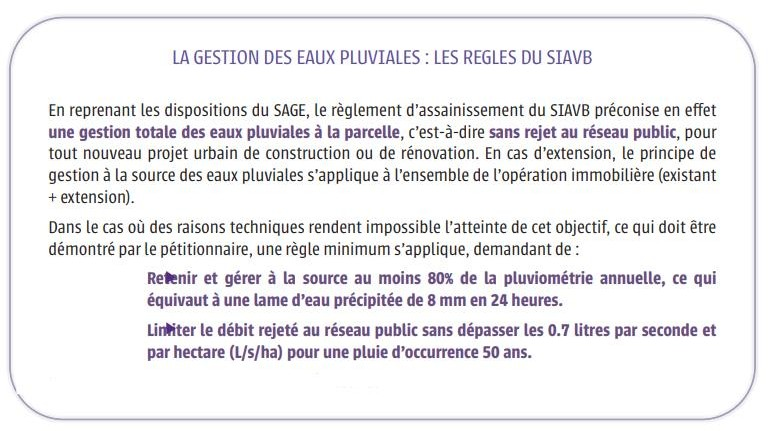 LA GESTION DES EAUX PLUVIALES : LES REGLES DU SIAVB
En reprenant les dispositions du SAGE, le règlement d’assainissement du SIAVB préconise en effet
une gestion totale des eaux pluviales à la parcelle, c’est-à-dire sans rejet au réseau public, pour
tout nouveau projet urbain de construction ou de rénovation. En cas d’extension, le principe de
gestion à la source des eaux pluviales s’applique à l’ensemble de l’opération immobilière (existant
+ extension).
Dans le cas où des raisons techniques rendent impossible l’atteinte de cet objectif, ce qui doit être
démontré par le pétitionnaire, une règle minimum s’applique, demandant de :
Retenir et gérer à la source au moins 80% de la pluviométrie annuelle, ce qui
équivaut à une lame d’eau précipitée de 8 mm en 24 heures.
Limiter le débit rejeté au réseau public sans dépasser les 0.7 litres par seconde et
par hectare (L/s/ha) pour une pluie d’occurrence 50 ans.